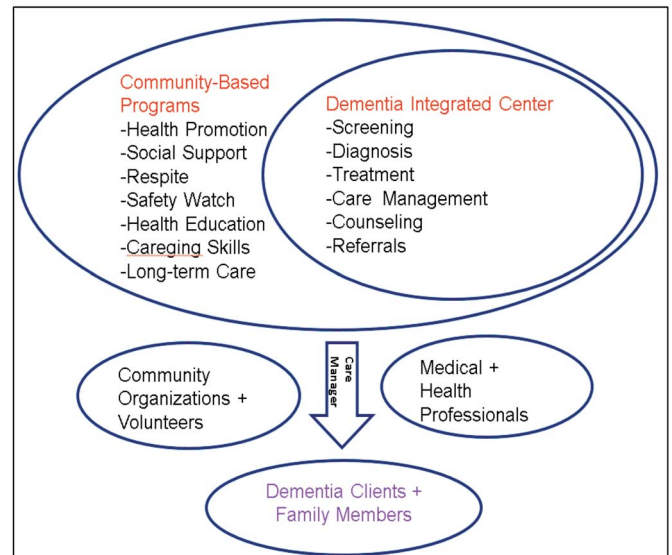 Community-Based
Programs
-Health Promotion
-Social Support
-Respite
-Safety Watch
-Health Education
-Careging Skills
-Long-term Care
Dementia Integrated Center
-Screening
-Diagnosis
-Treatment
-Care Management
-Counseling
-Referrals
Community
Organizations +
Volunteers
Care
Manager
Medical +
Health
Professionals
Dementia Clients +
Family Members